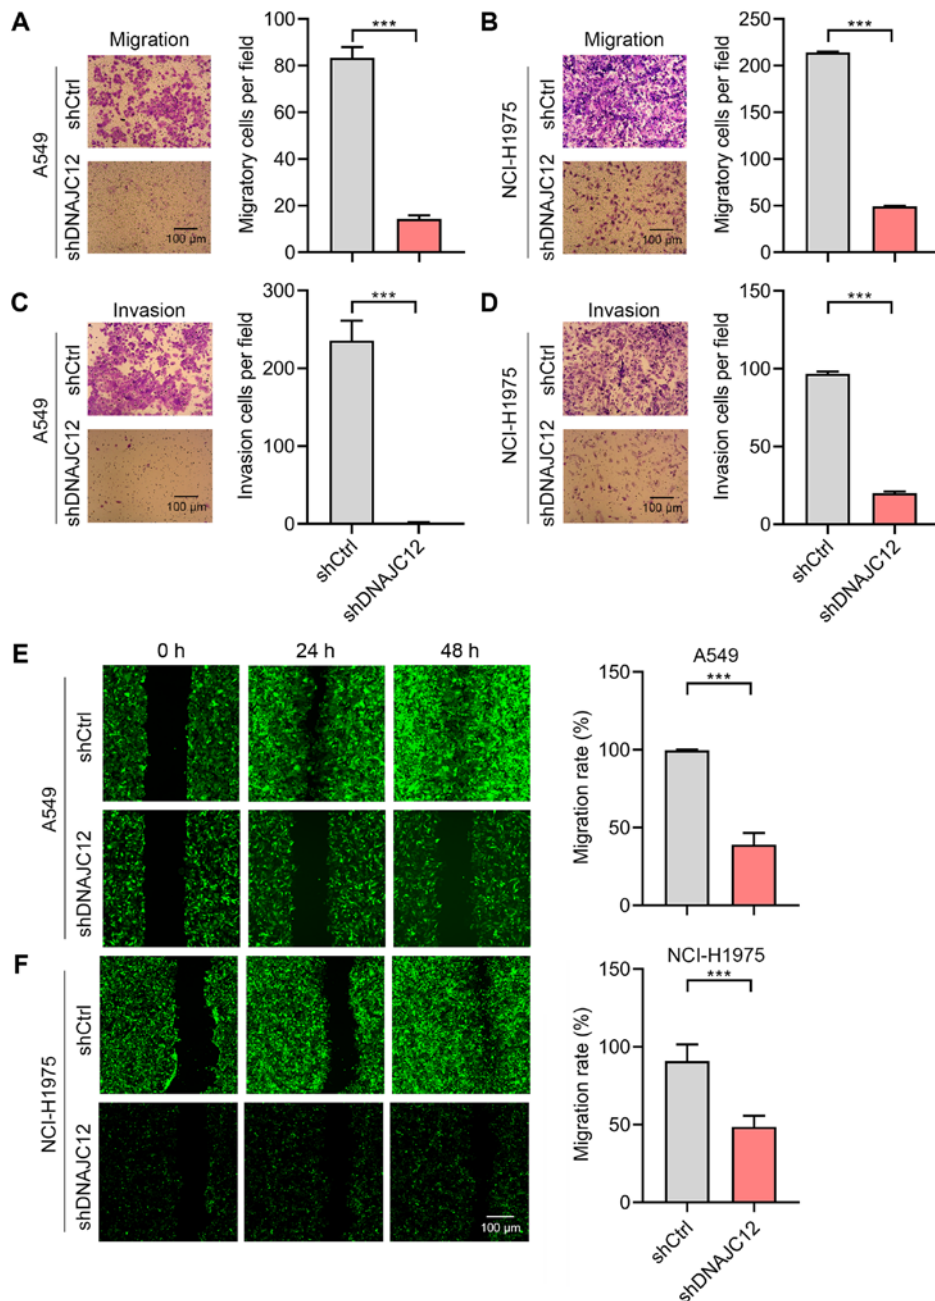 A
Migration
A549
shCtrl
shDNAJC12
100 μm
Migratory cells per field
100
80
60
40
20
0
***
B
Migration
NCI-H1975
shCtrl
shDNAJC12
100 μm
Migratory cells per field
250
200
150
100
50
0
***
C
Invasion
A549
shCtrl
shDNAJC12
100 μm
Invasion cells per field
300
200
100
0
***
shCtrl
shDNAJC12
D
Invasion
NCI-H1975
shCtrl
shDNAJC12
100 μm
Invasion cells per field
150
100
50
0
***
shCtrl
shDNAJC12
E
0 h
24 h
48 h
A549
shCtrl
shDNAJC12
A549
Migration rate (%)
150
100
50
0
***
F
NCI-H1975
shCtrl
shDNAJC12
100 μm
NCI-H1975
Migration rate (%)
150
100
50
0
***
shCtrl
shDNAJC12